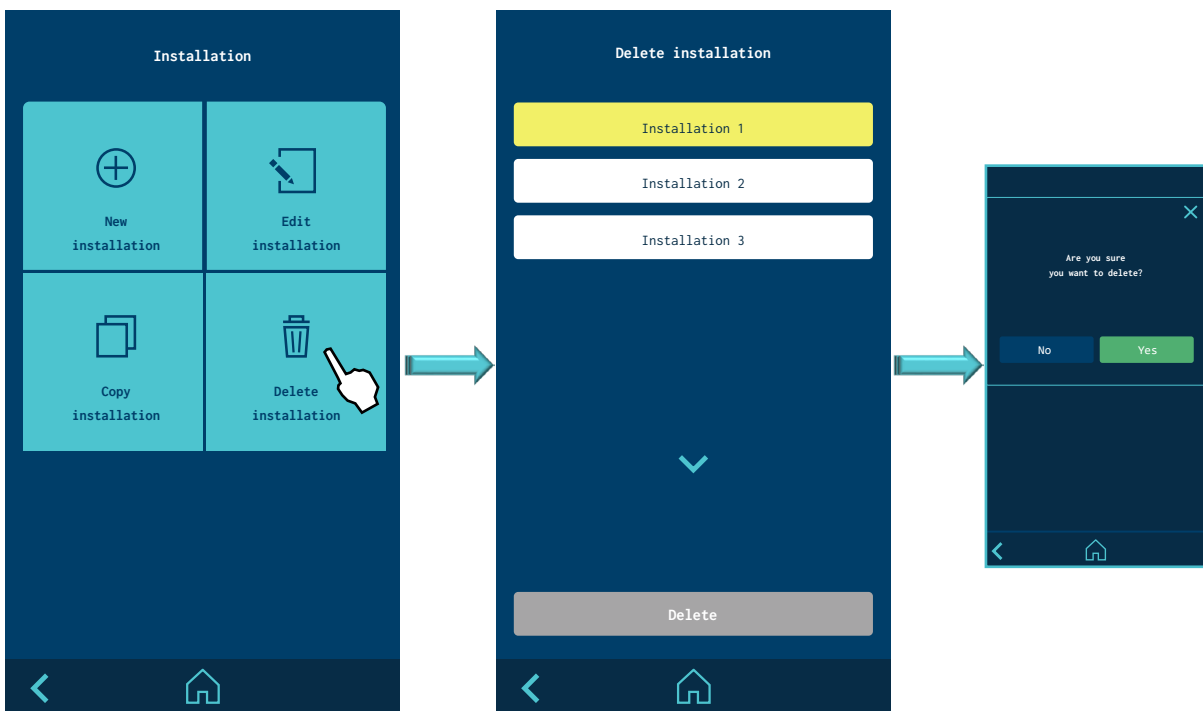 Installation
New
installation
Edit
installation
Copy
installation
Delete
installation
Delete installation
Installation 1
Installation 2
Installation 3
Delete
Are you sure
you want to delete?
No
Yes